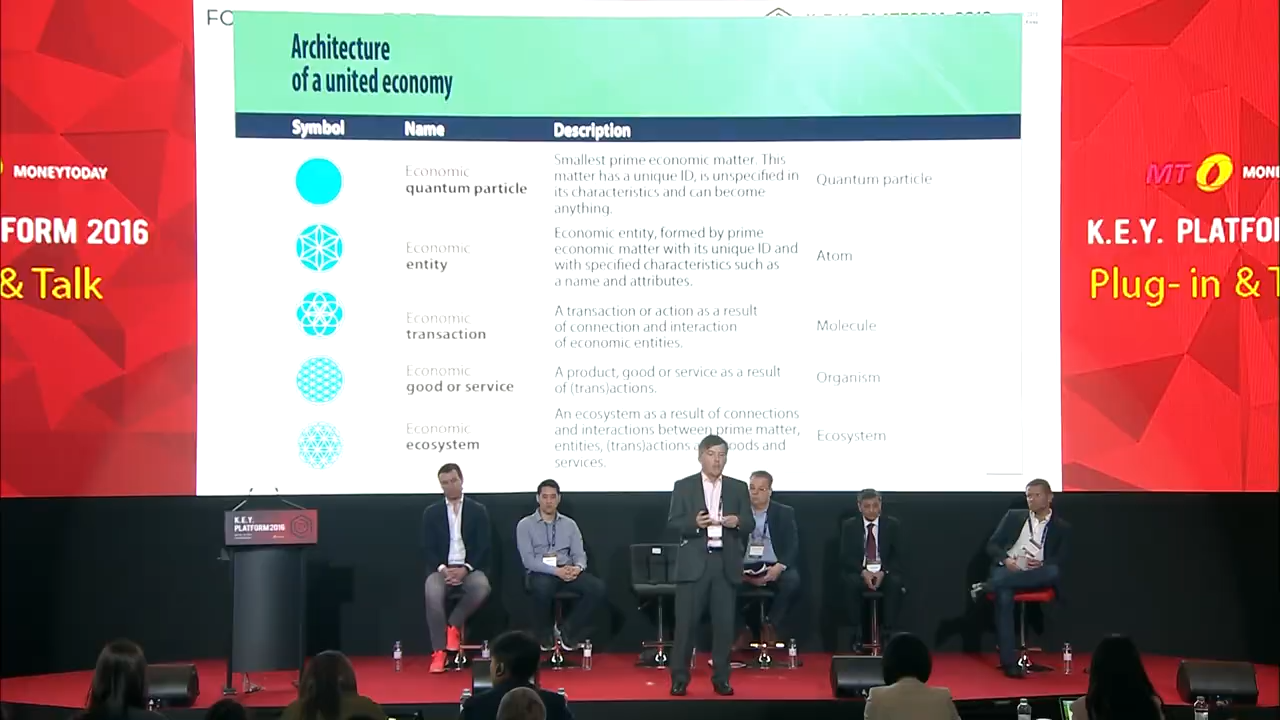 FO
K.E.Y. PLATFORM 2016
Architecture
of a united economy
Symbol Name Description
Economic
quantum particle
Smallest prime economic matter. This
matter has a unique ID, is unspecified in
its characteristics and can become
anything.
Quantum particle
Economic
entity
Economic entity, formed by prime
economic matter with its unique ID and
with specified characteristics such as
a name and attributes.
Atom
Economic
transaction
A transaction or action as a result
of connection and interaction
of economic entities.
Molecule
Economic
good or service
A product, good or service as a result
of (trans)actions.
Organism
Economic
ecosystem
An ecosystem as a result of connections
and interactions between prime matter,
entities, (trans)actions and
services.
Ecosystem
MONEYTODAY
FORM 2016
& Talk
MT MON
K.E.Y. PLATFO
Plug- in & T
K.E.Y.
PLATFORM2016